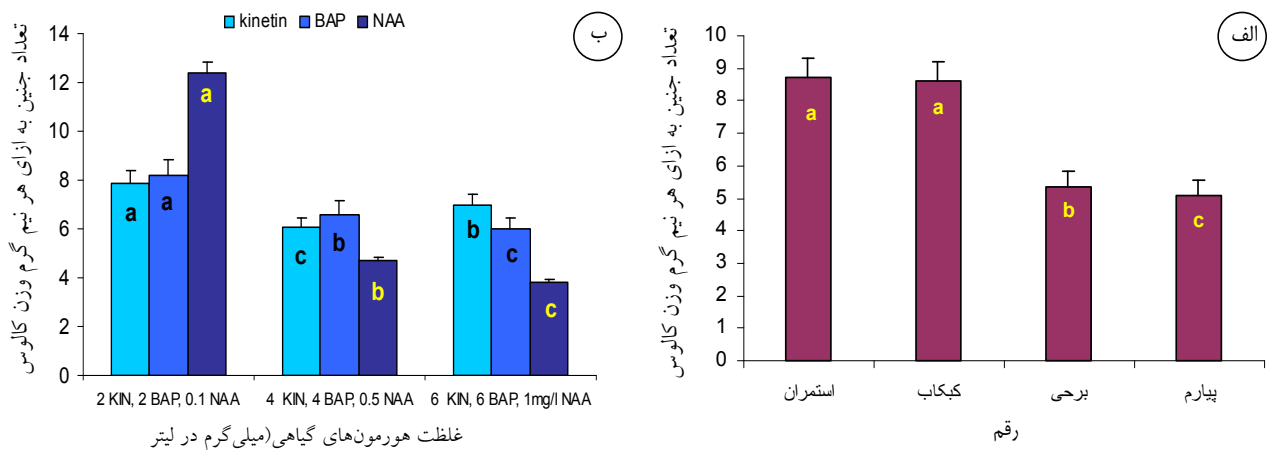 الف
تعداد جنین به ازای هر نیم گرم وزن کالوس
10
9
8
7
6
5
4
3
2
1
0
a
a
b
c
استمران
کبکاب
برحی
پیارم
رقم
ب
kinetin BAP NAA
تعداد جنین به ازای هر نیم گرم وزن کالوس
14
12
10
8
6
4
2
0
a
a
a
c
b
b
b
c
c
2 KIN, 2 BAP, 0.1 NAA
4 KIN, 4 BAP, 0.5 NAA
6 KIN, 6 BAP, 1mg/l NAA
غلظت هورمون‌های گیاهی(میلی‌گرم در لیتر